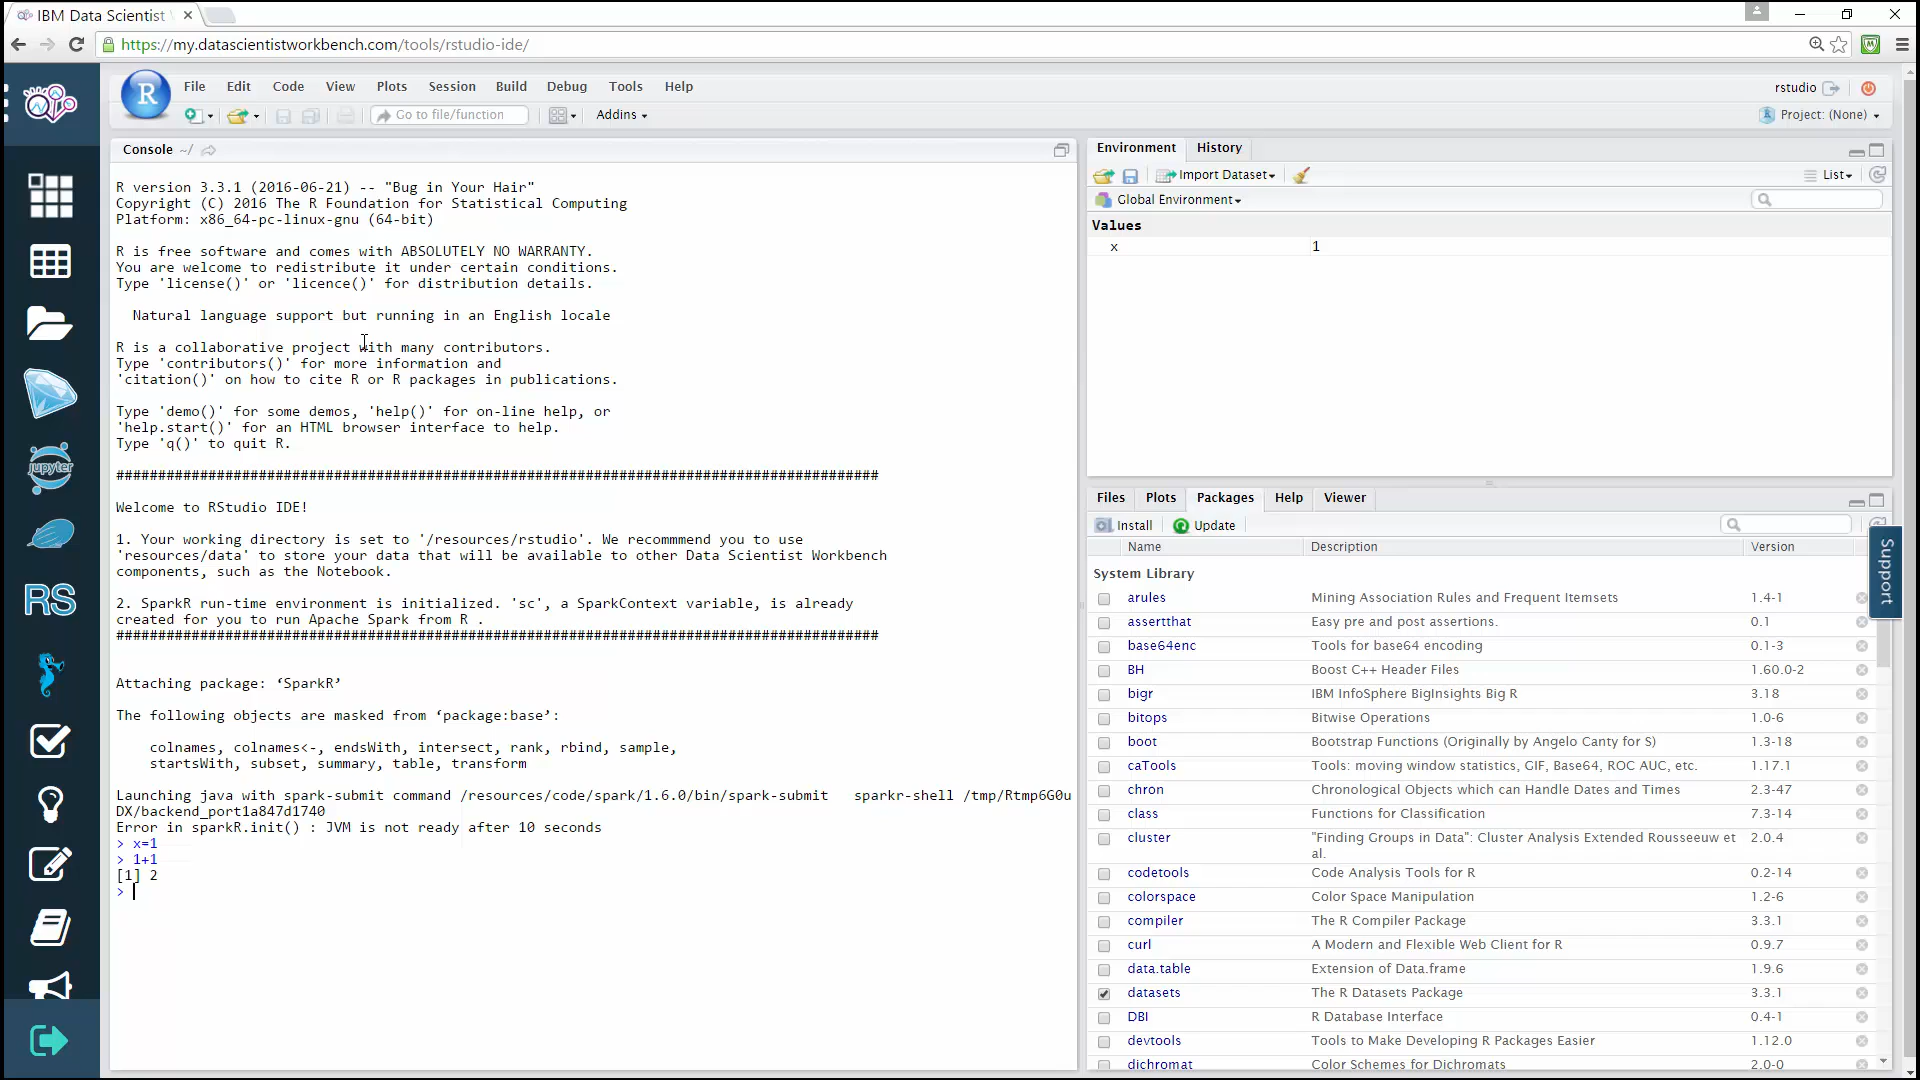 IBM Data Scientist
https://my.datascientistworkbench.com/tools/rstudio-ide/
R
File Edit Code View Plots Session Build Debug Tools Help
rstudio
Go to file/function
Addins
Project: (None)
Console ~/
R version 3.3.1 (2016-06-21) -- "Bug in Your Hair"
Copyright (C) 2016 The R Foundation for Statistical Computing
Platform: x86_64-pc-linux-gnu (64-bit)
R is free software and comes with ABSOLUTELY NO WARRANTY.
You are welcome to redistribute it under certain conditions.
Type 'license()' or 'licence()' for distribution details.
Natural language support but running in an English locale
R is a collaborative project with many contributors.
Type 'contributors()' for more information and
'citation()' on how to cite R or R packages in publications.
Type 'demo()' for some demos, 'help()' for on-line help, or
'help.start()' for an HTML browser interface to help.
Type 'q()' to quit R.
###########################################################################################
Welcome to RStudio IDE!
1. Your working directory is set to '/resources/rstudio'. We recommmend you to use
'resources/data' to store your data that will be available to other Data Scientist Workbench
components, such as the Notebook.
2. SparkR run-time environment is initialized. 'sc', a SparkContext variable, is already
created for you to run Apache Spark from R .
###########################################################################################
Attaching package: ‘SparkR’
The following objects are masked from ‘package:base’:
colnames, colnames<-, endsWith, intersect, rank, rbind, sample,
startsWith, subset, summary, table, transform
Launching java with spark-submit command /resources/code/spark/1.6.0/bin/spark-submit   sparkr-shell /tmp/Rtmp6G0u
DX/backend_port1a847d1740
Error in sparkR.init() : JVM is not ready after 10 seconds
> x=1
> 1+1
[1] 2
>
Environment History
Import Dataset
List
Global Environment
Values
x 1
Files Plots Packages Help Viewer
Install Update
Name Description Version
System Library
arules Mining Association Rules and Frequent Itemsets 1.4-1
assertthat Easy pre and post assertions. 0.1
base64enc Tools for base64 encoding 0.1-3
BH Boost C++ Header Files 1.60.0-2
bigr IBM InfoSphere BigInsights Big R 3.18
bitops Bitwise Operations 1.0-6
boot Bootstrap Functions (Originally by Angelo Canty for S) 1.3-18
caTools Tools: moving window statistics, GIF, Base64, ROC AUC, etc. 1.17.1
chron Chronological Objects which can Handle Dates and Times 2.3-47
class Functions for Classification 7.3-14
cluster "Finding Groups in Data": Cluster Analysis Extended Rousseeuw et 2.0.4
al.
codetools Code Analysis Tools for R 0.2-14
colorspace Color Space Manipulation 1.2-6
compiler The R Compiler Package 3.3.1
curl A Modern and Flexible Web Client for R 0.9.7
data.table Extension of Data.frame 1.9.6
datasets The R Datasets Package 3.3.1
DBI R Database Interface 0.4-1
devtools Tools to Make Developing R Packages Easier 1.12.0
dichromat Color Schemes for Dichromats 2.0-0
Support
jupyter
RS